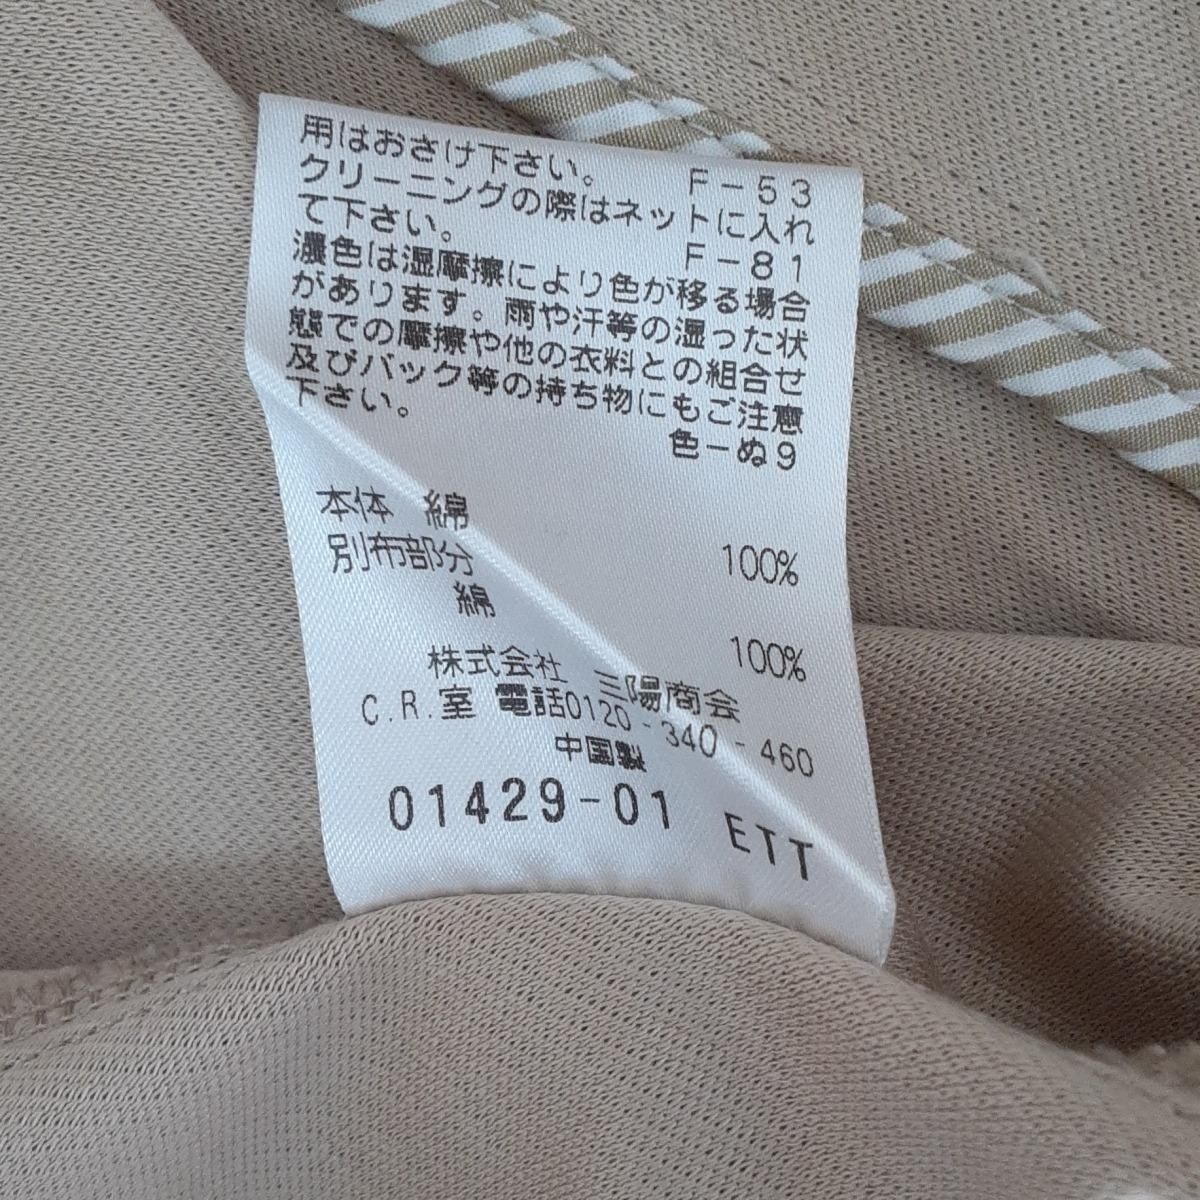 用はおさけ下さい。
F-53
クリーニングの際はネットに入れ
て下さい。
F-81
濃色は湿摩擦により色が移る場合
があります。雨や汗等の湿った状
態での摩擦や他の衣料との組合せ
及びバック等の持ち物にもご注意
下さい。
色-ぬ9
本体 綿
100%
別布部分
綿
100%
株式会社 三陽商会
C.R.室 電話0120-340-460
中国製
01429-01 ETT